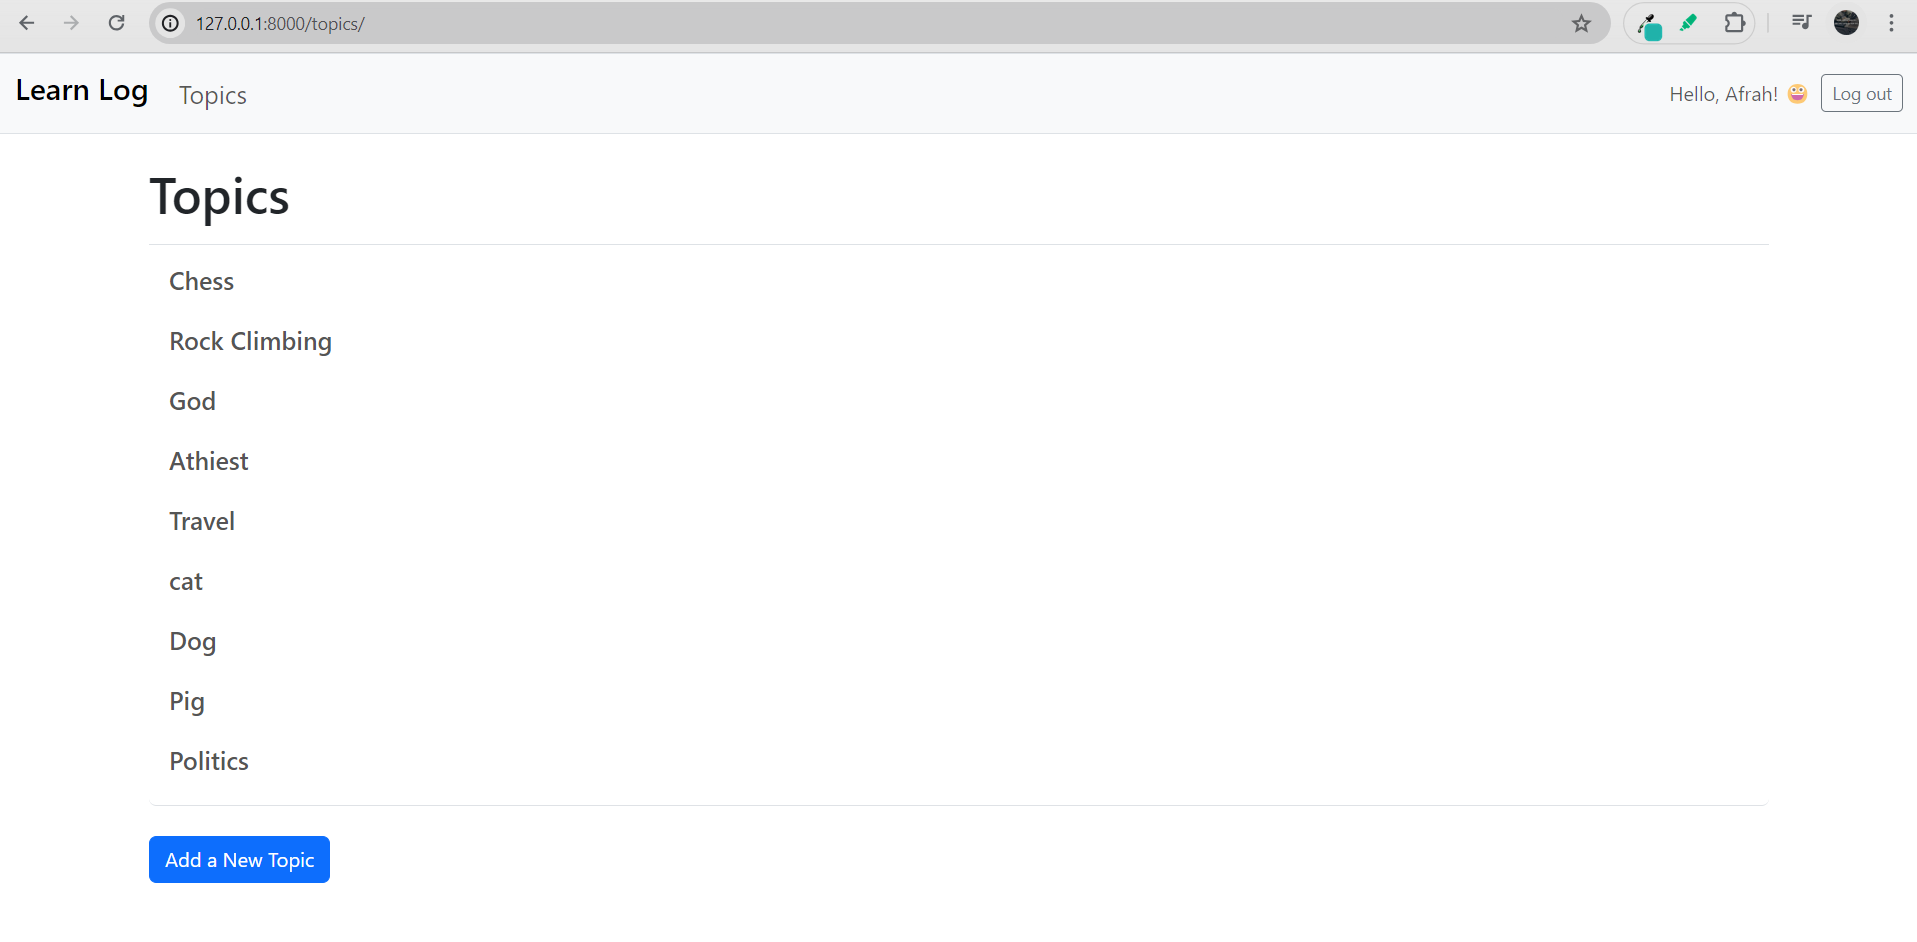 127.0.0.1:8000/topics/
Learn Log Topics Hello, Afrah! 😀 Log out
Topics
Chess
Rock Climbing
God
Athiest
Travel
cat
Dog
Pig
Politics
Add a New Topic